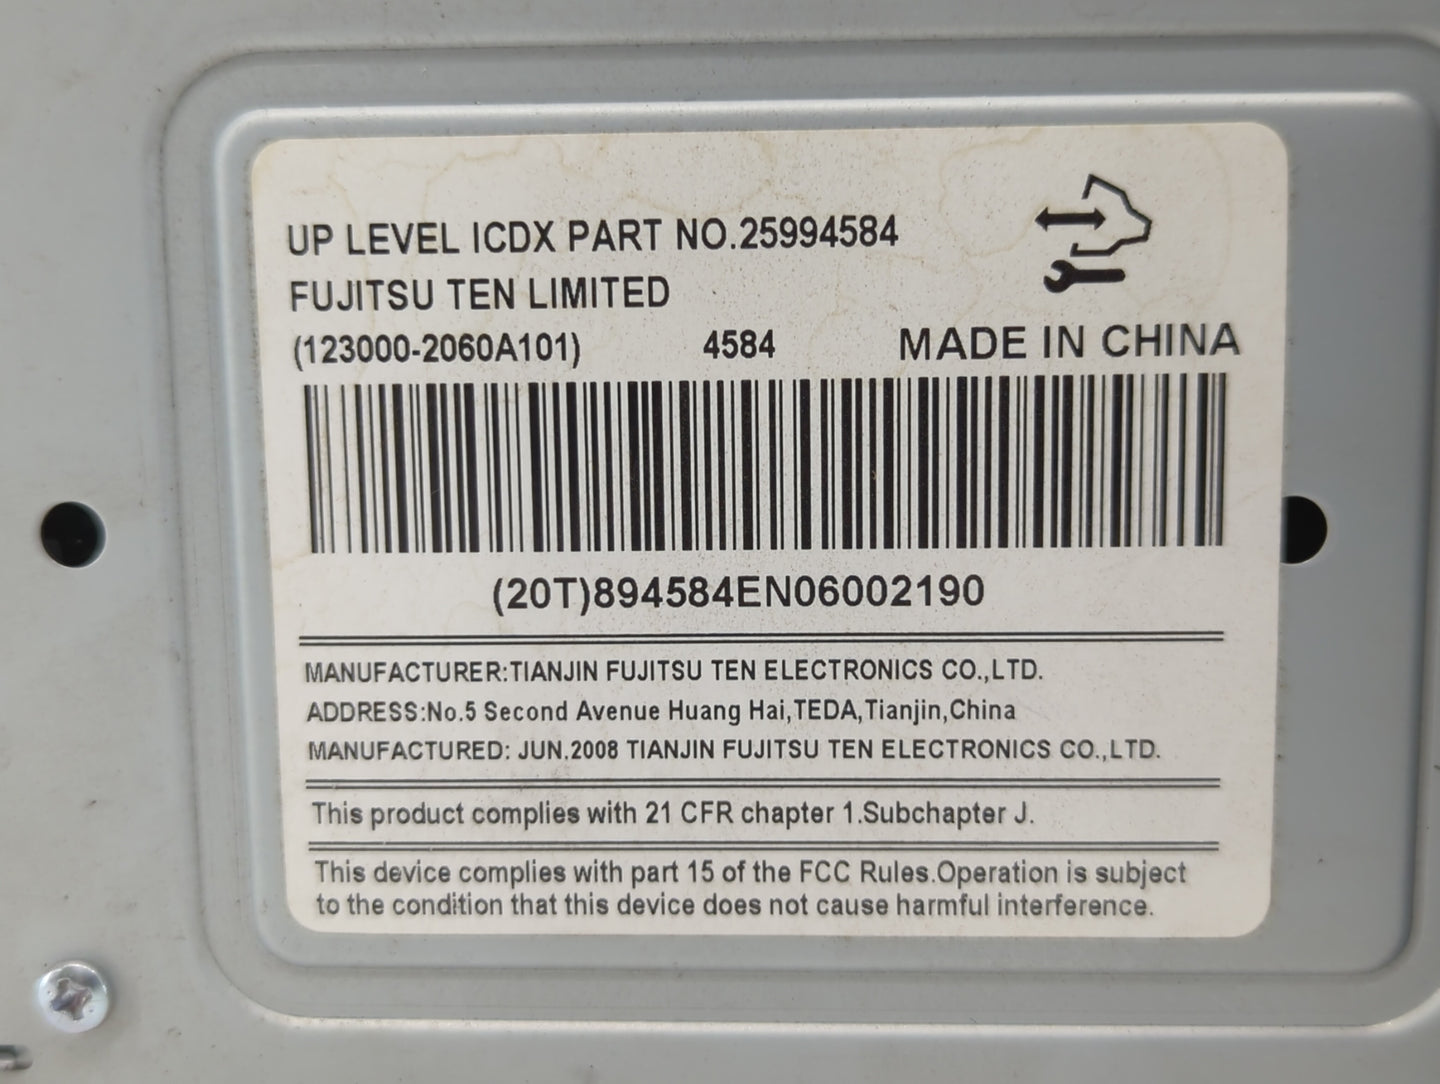 UP LEVEL ICDX PART NO.25994584
FUJITSU TEN LIMITED
(123000-2060A101) 4584 MADE IN CHINA
(20T)894584EN06002190
MANUFACTURER:TIANJIN FUJITSU TEN ELECTRONICS CO.,LTD.
ADDRESS:No.5 Second Avenue Huang Hai,TEDA,Tianjin,China
MANUFACTURED: JUN.2008 TIANJIN FUJITSU TEN ELECTRONICS CO.,LTD.
This product complies with 21 CFR chapter 1.Subchapter J.
This device complies with part 15 of the FCC Rules.Operation is subject
to the condition that this device does not cause harmful interference.